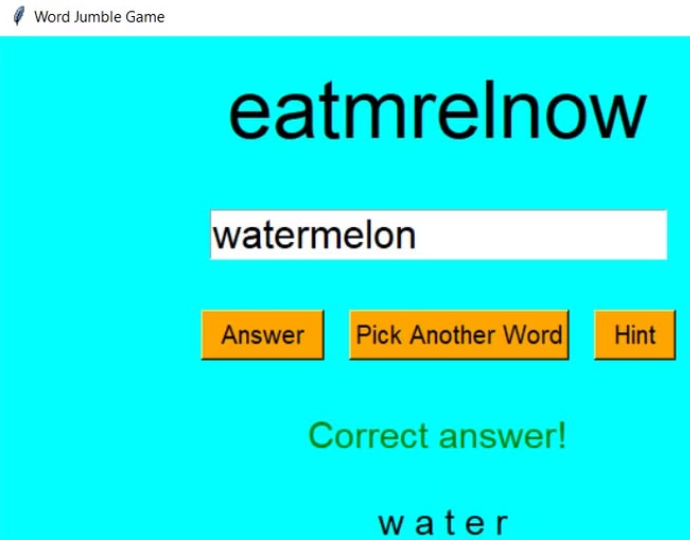 Word Jumble Game
eatmrelnow
watermelon
Answer Pick Another Word Hint
Correct answer!
w a t e r